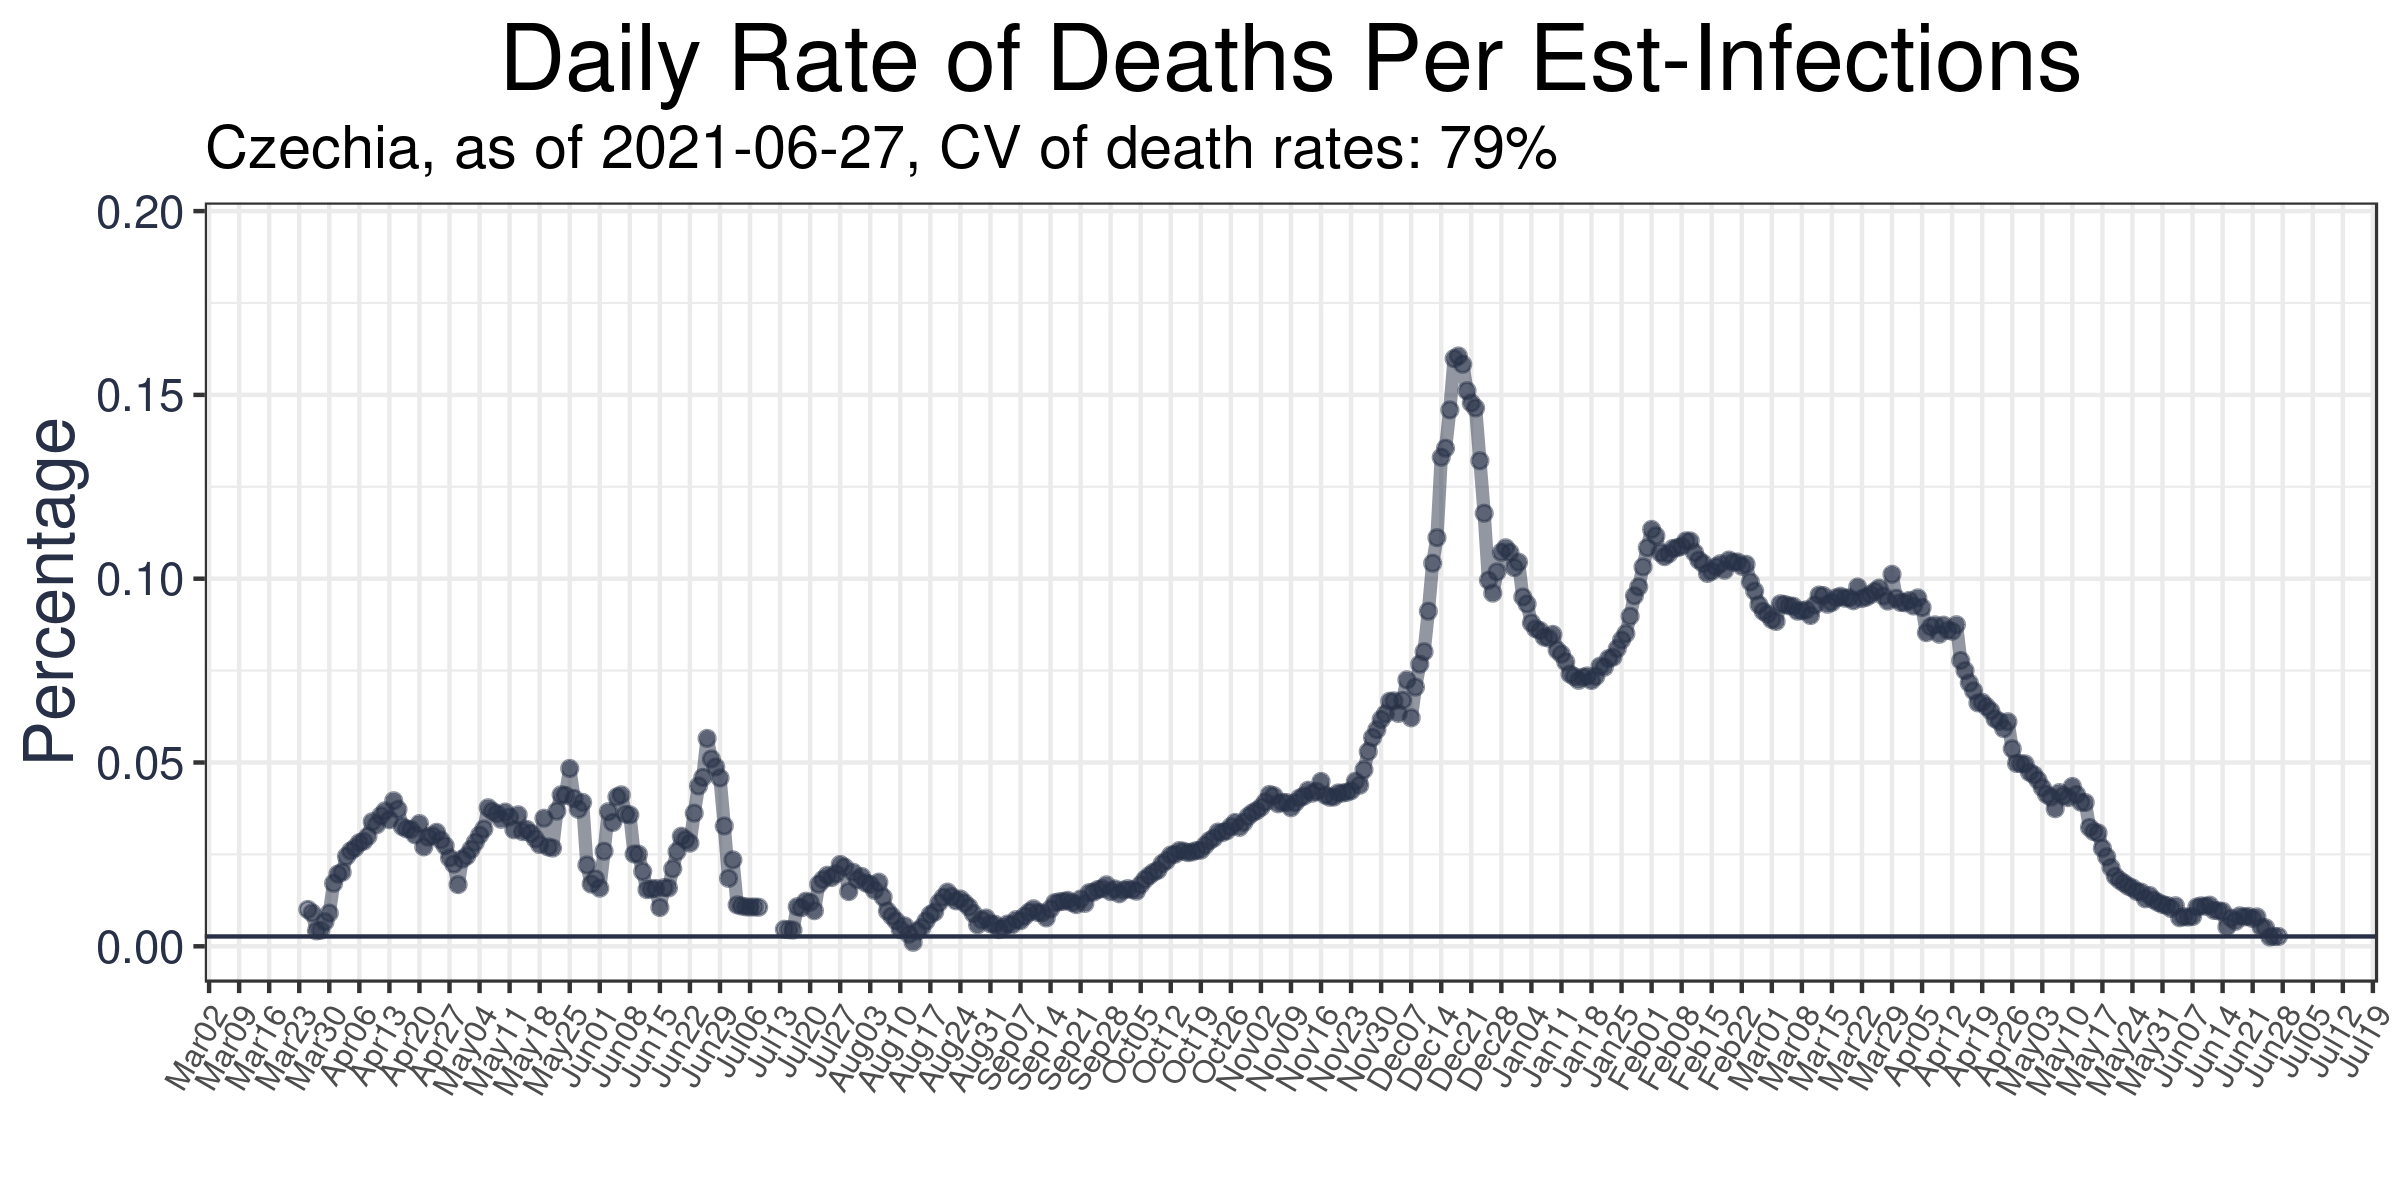 Daily Rate of Deaths Per Est-Infections
Czechia, as of 2021-06-27, CV of death rates: 79%
Percentage
0.20
0.15
0.10
0.05
0.00
Mar02
Mar09
Mar16
Mar23
Mar30
Apr06
Apr13
Apr20
Apr27
May04
May11
May18
May25
Jun01
Jun08
Jun15
Jun22
Jun29
Jul06
Jul13
Jul20
Jul27
Aug03
Aug10
Aug17
Aug24
Aug31
Sep07
Sep14
Sep21
Sep28
Oct05
Oct12
Oct19
Oct26
Nov02
Nov09
Nov16
Nov23
Nov30
Dec07
Dec14
Dec21
Dec28
Jan04
Jan11
Jan18
Jan25
Feb01
Feb08
Feb15
Feb22
Mar01
Mar08
Mar15
Mar22
Mar29
Apr05
Apr12
Apr19
Apr26
May03
May10
May17
May24
May31
Jun07
Jun14
Jun21
Jun28
Jul05
Jul12
Jul19